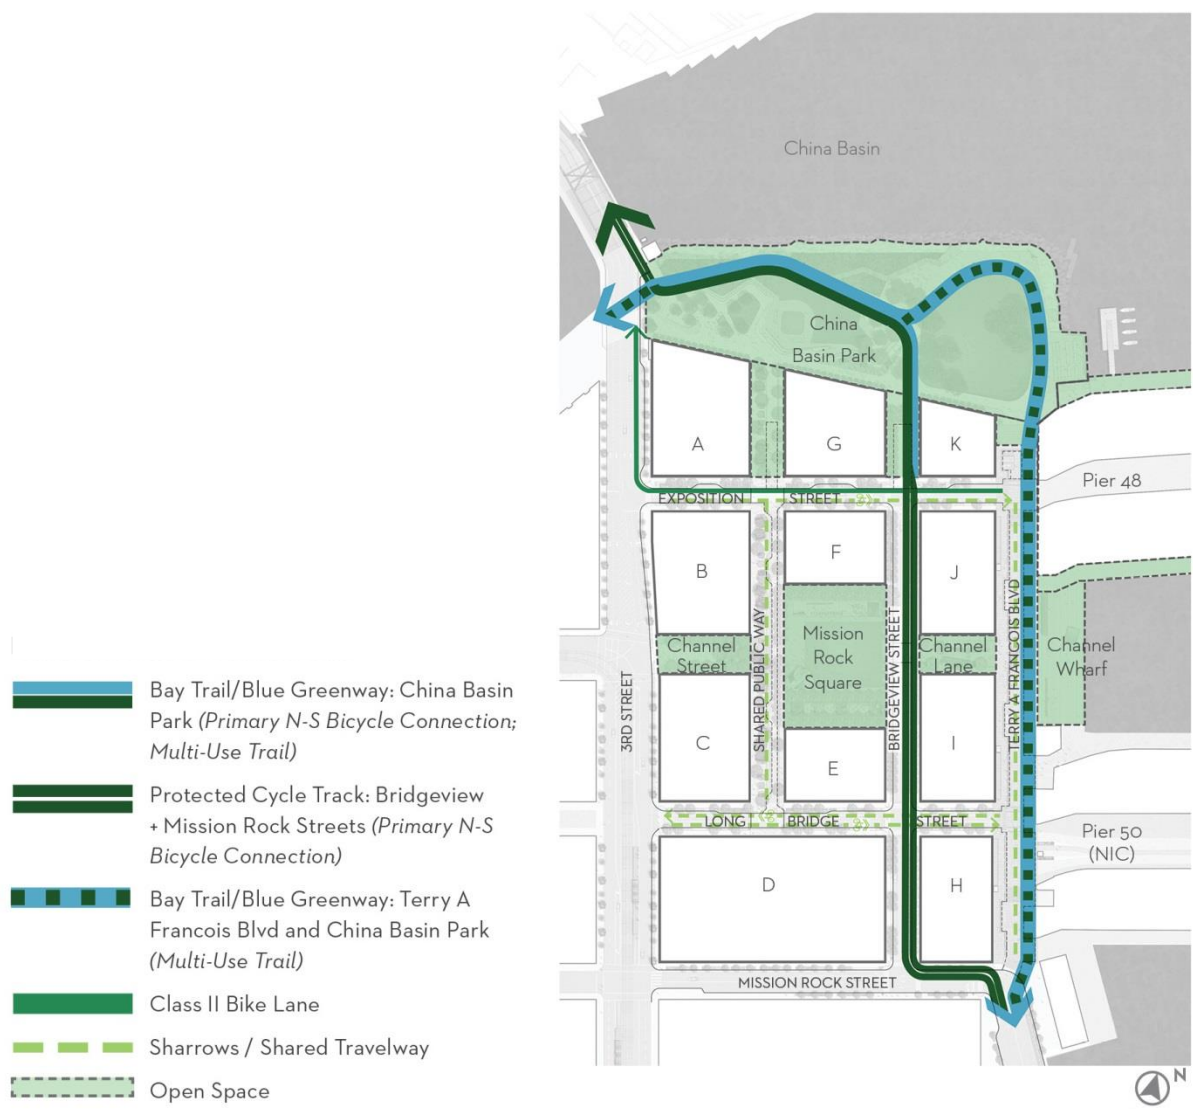 China Basin
China
Basin Park
A
G
K
Pier 48
EXPOSITION STREET
B
F
J
Channel
Street
SHARED PUBLIC WAY
Mission
Rock
Square
BRIDGEVIEW STREET
Channel
Lane
TERRY A FRANCOIS BLVD
Channel
Wharf
3RD STREET
C
E
I
LONG BRIDGE STREET
Pier 50
(NIC)
D
H
MISSION ROCK STREET
N
Bay Trail/Blue Greenway: China Basin
Park (Primary N-S Bicycle Connection;
Multi-Use Trail)
Protected Cycle Track: Bridgeview
+ Mission Rock Streets (Primary N-S
Bicycle Connection)
Bay Trail/Blue Greenway: Terry A
Francois Blvd and China Basin Park
(Multi-Use Trail)
Class II Bike Lane
Sharrows / Shared Travelway
Open Space